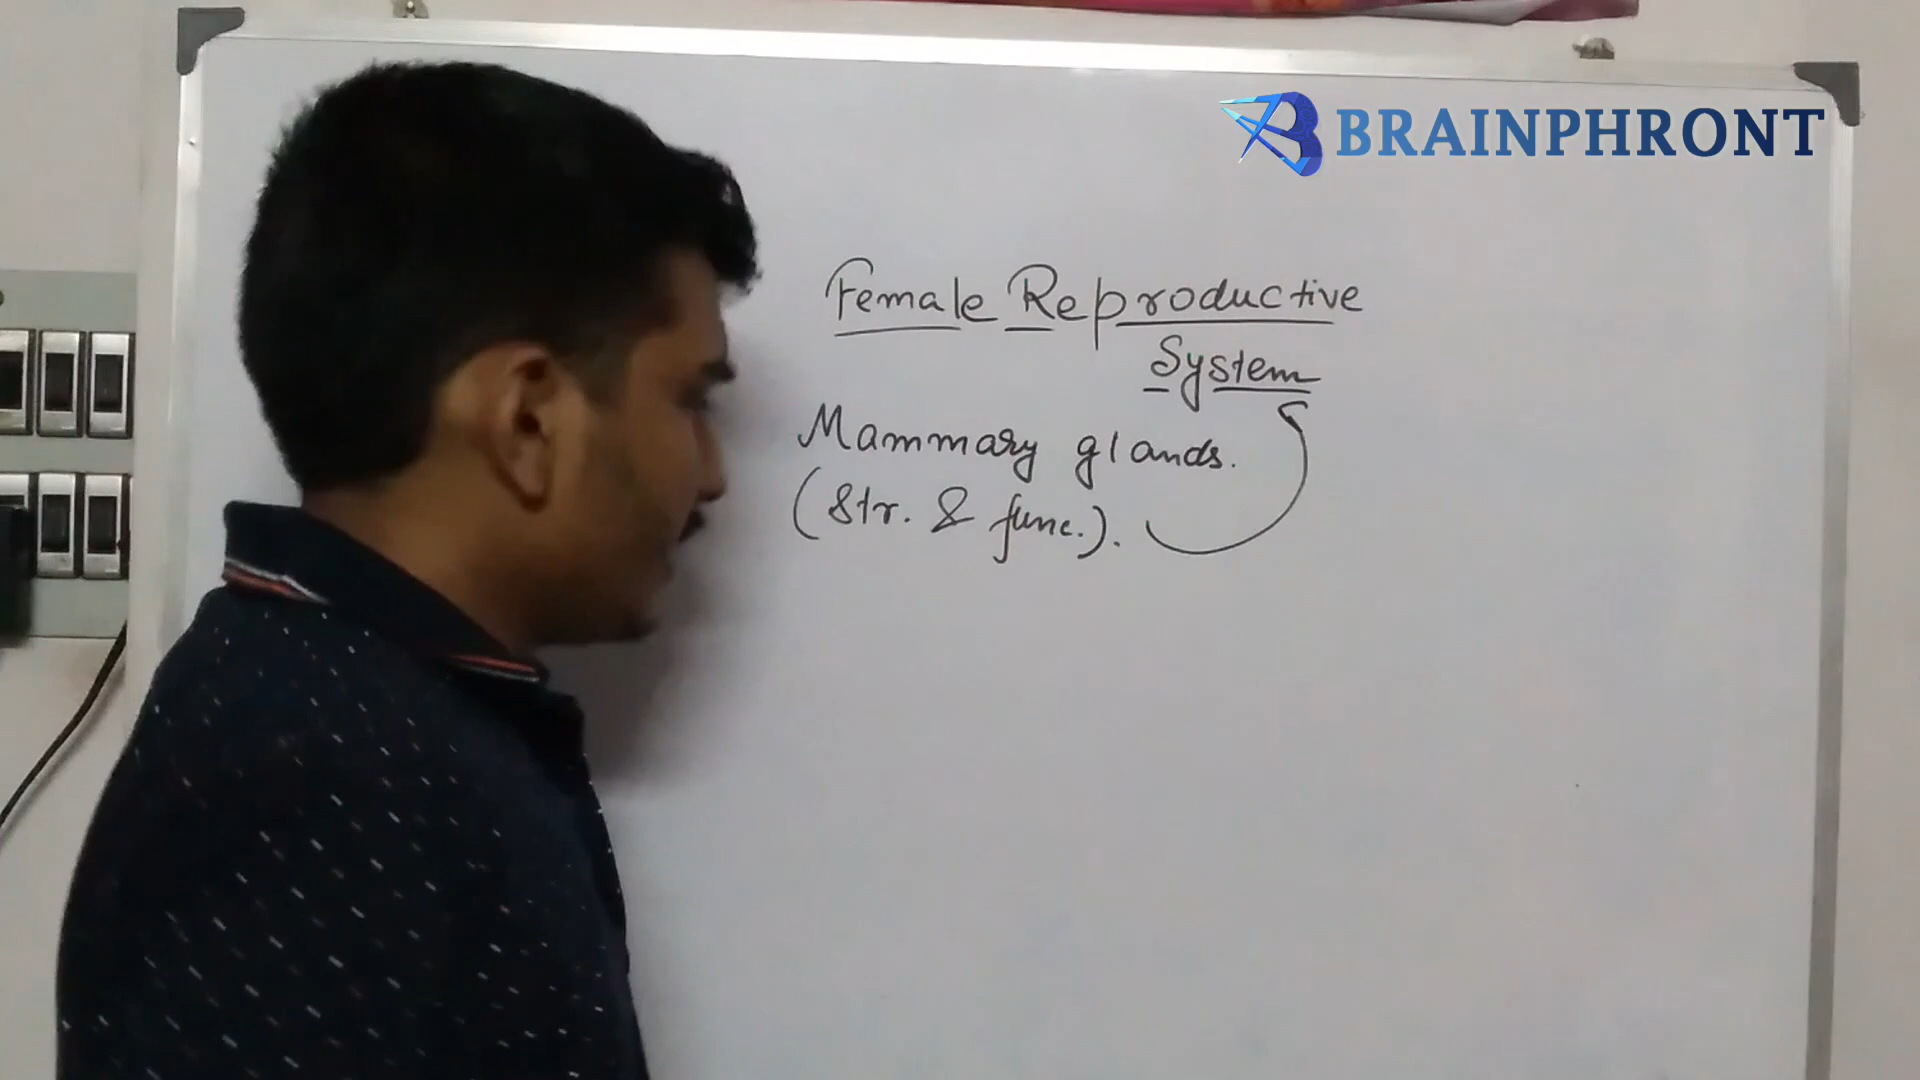 BRAINPHRONT
Female Reproductive
System
Mammary glands.
(Str. & func.).